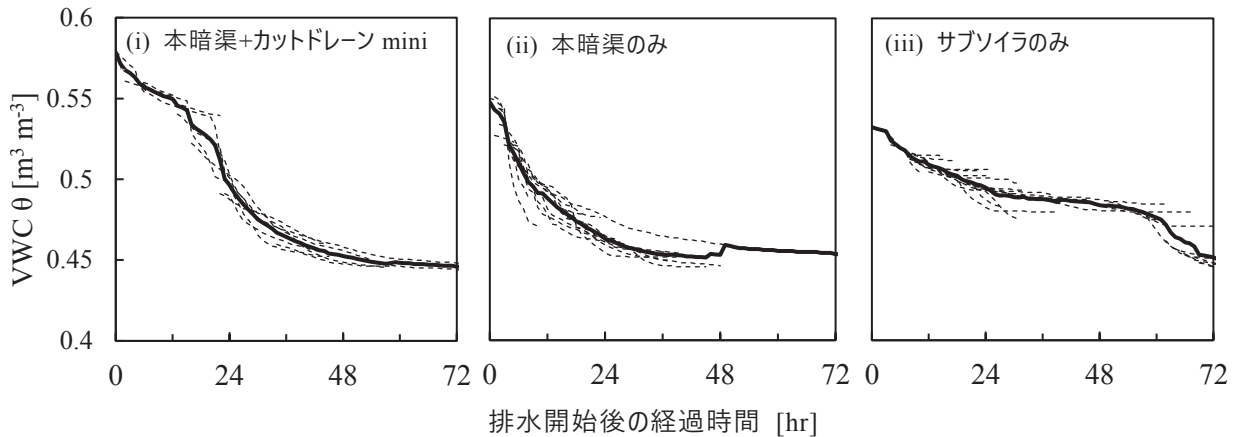 (i) 本暗渠+カットドレーン mini
(ii) 本暗渠のみ
(iii) サブソイラのみ
VWC θ [m³ m⁻³]
0.6
0.55
0.5
0.45
0.4
0 24 48 72
0 24 48 72
0 24 48 72
排水開始後の経過時間 [hr]